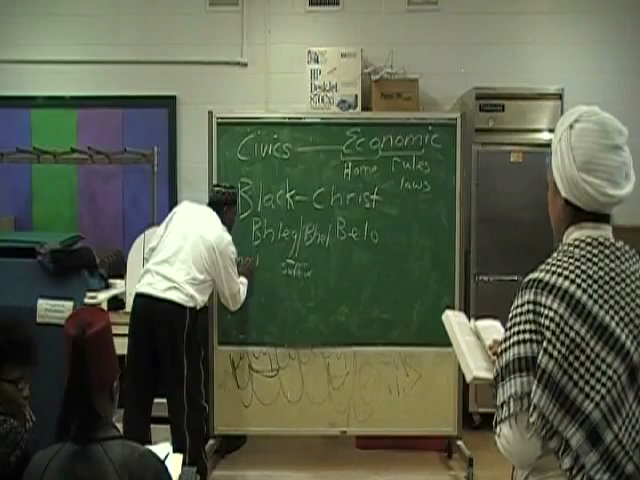 HP
DeskJet
Civics — Economic
Home rules
laws
Black-Christ
Bhleg/Bhel Belo
Suffix